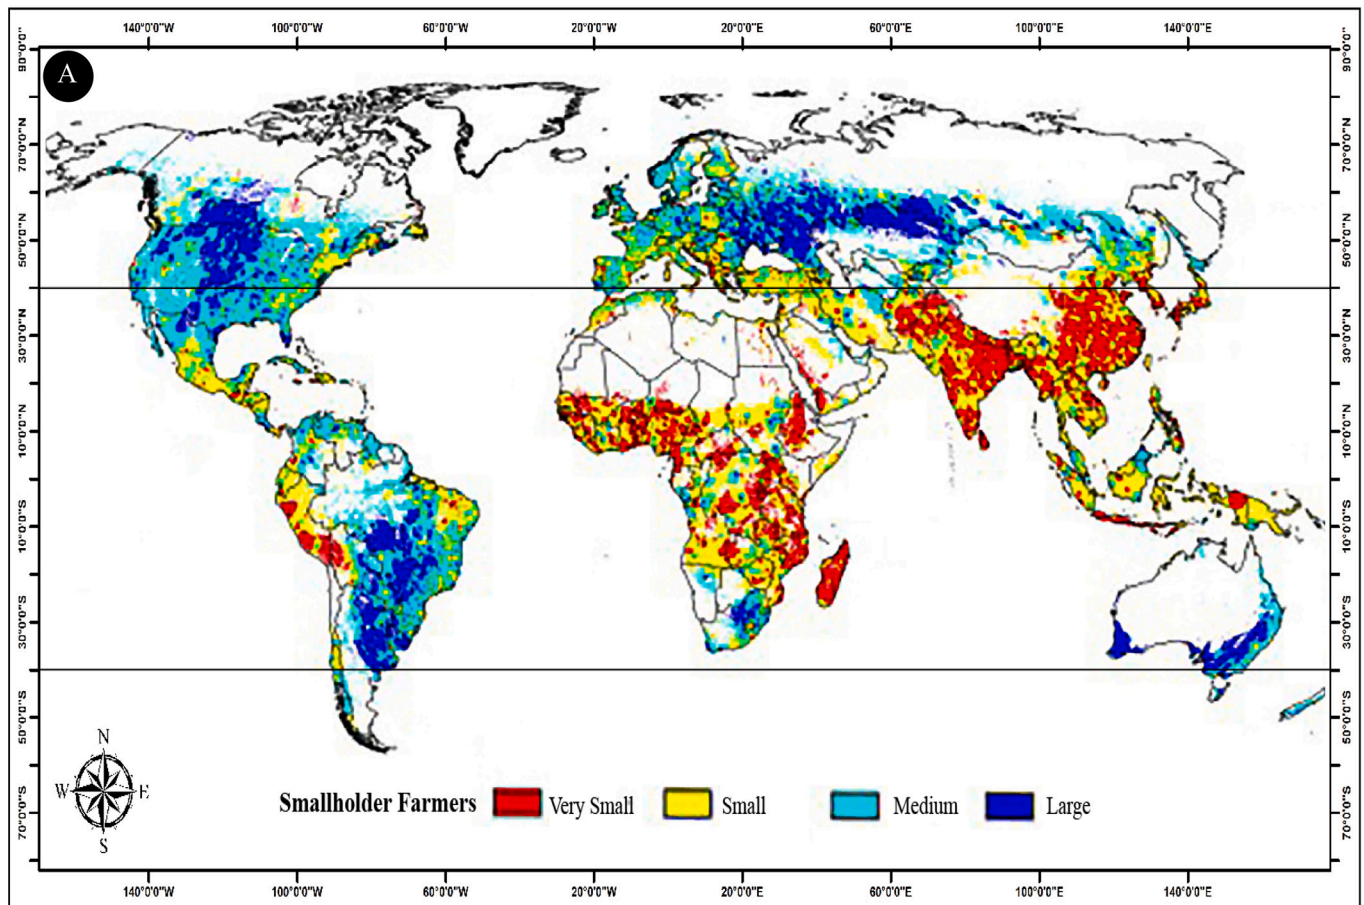 140°0'0"W 100°0'0"W 60°0'0"W 20°0'0"W 20°0'0"E 60°0'0"E 100°0'0"E 140°0'0"E
A
90°0'0" 90°0'0"
70°0'0"N 70°0'0"N
50°0'0"N 50°0'0"N
30°0'0"N 30°0'0"N
10°0'0"N 10°0'0"N
10°0'0"S 10°0'0"S
30°0'0"S 30°0'0"S
50°0'0"S 50°0'0"S
70°0'0"S 70°0'0"S
N
W E
S
Smallholder Farmers Very Small Small Medium Large
140°0'0"W 100°0'0"W 60°0'0"W 20°0'0"W 20°0'0"E 60°0'0"E 100°0'0"E 140°0'0"E